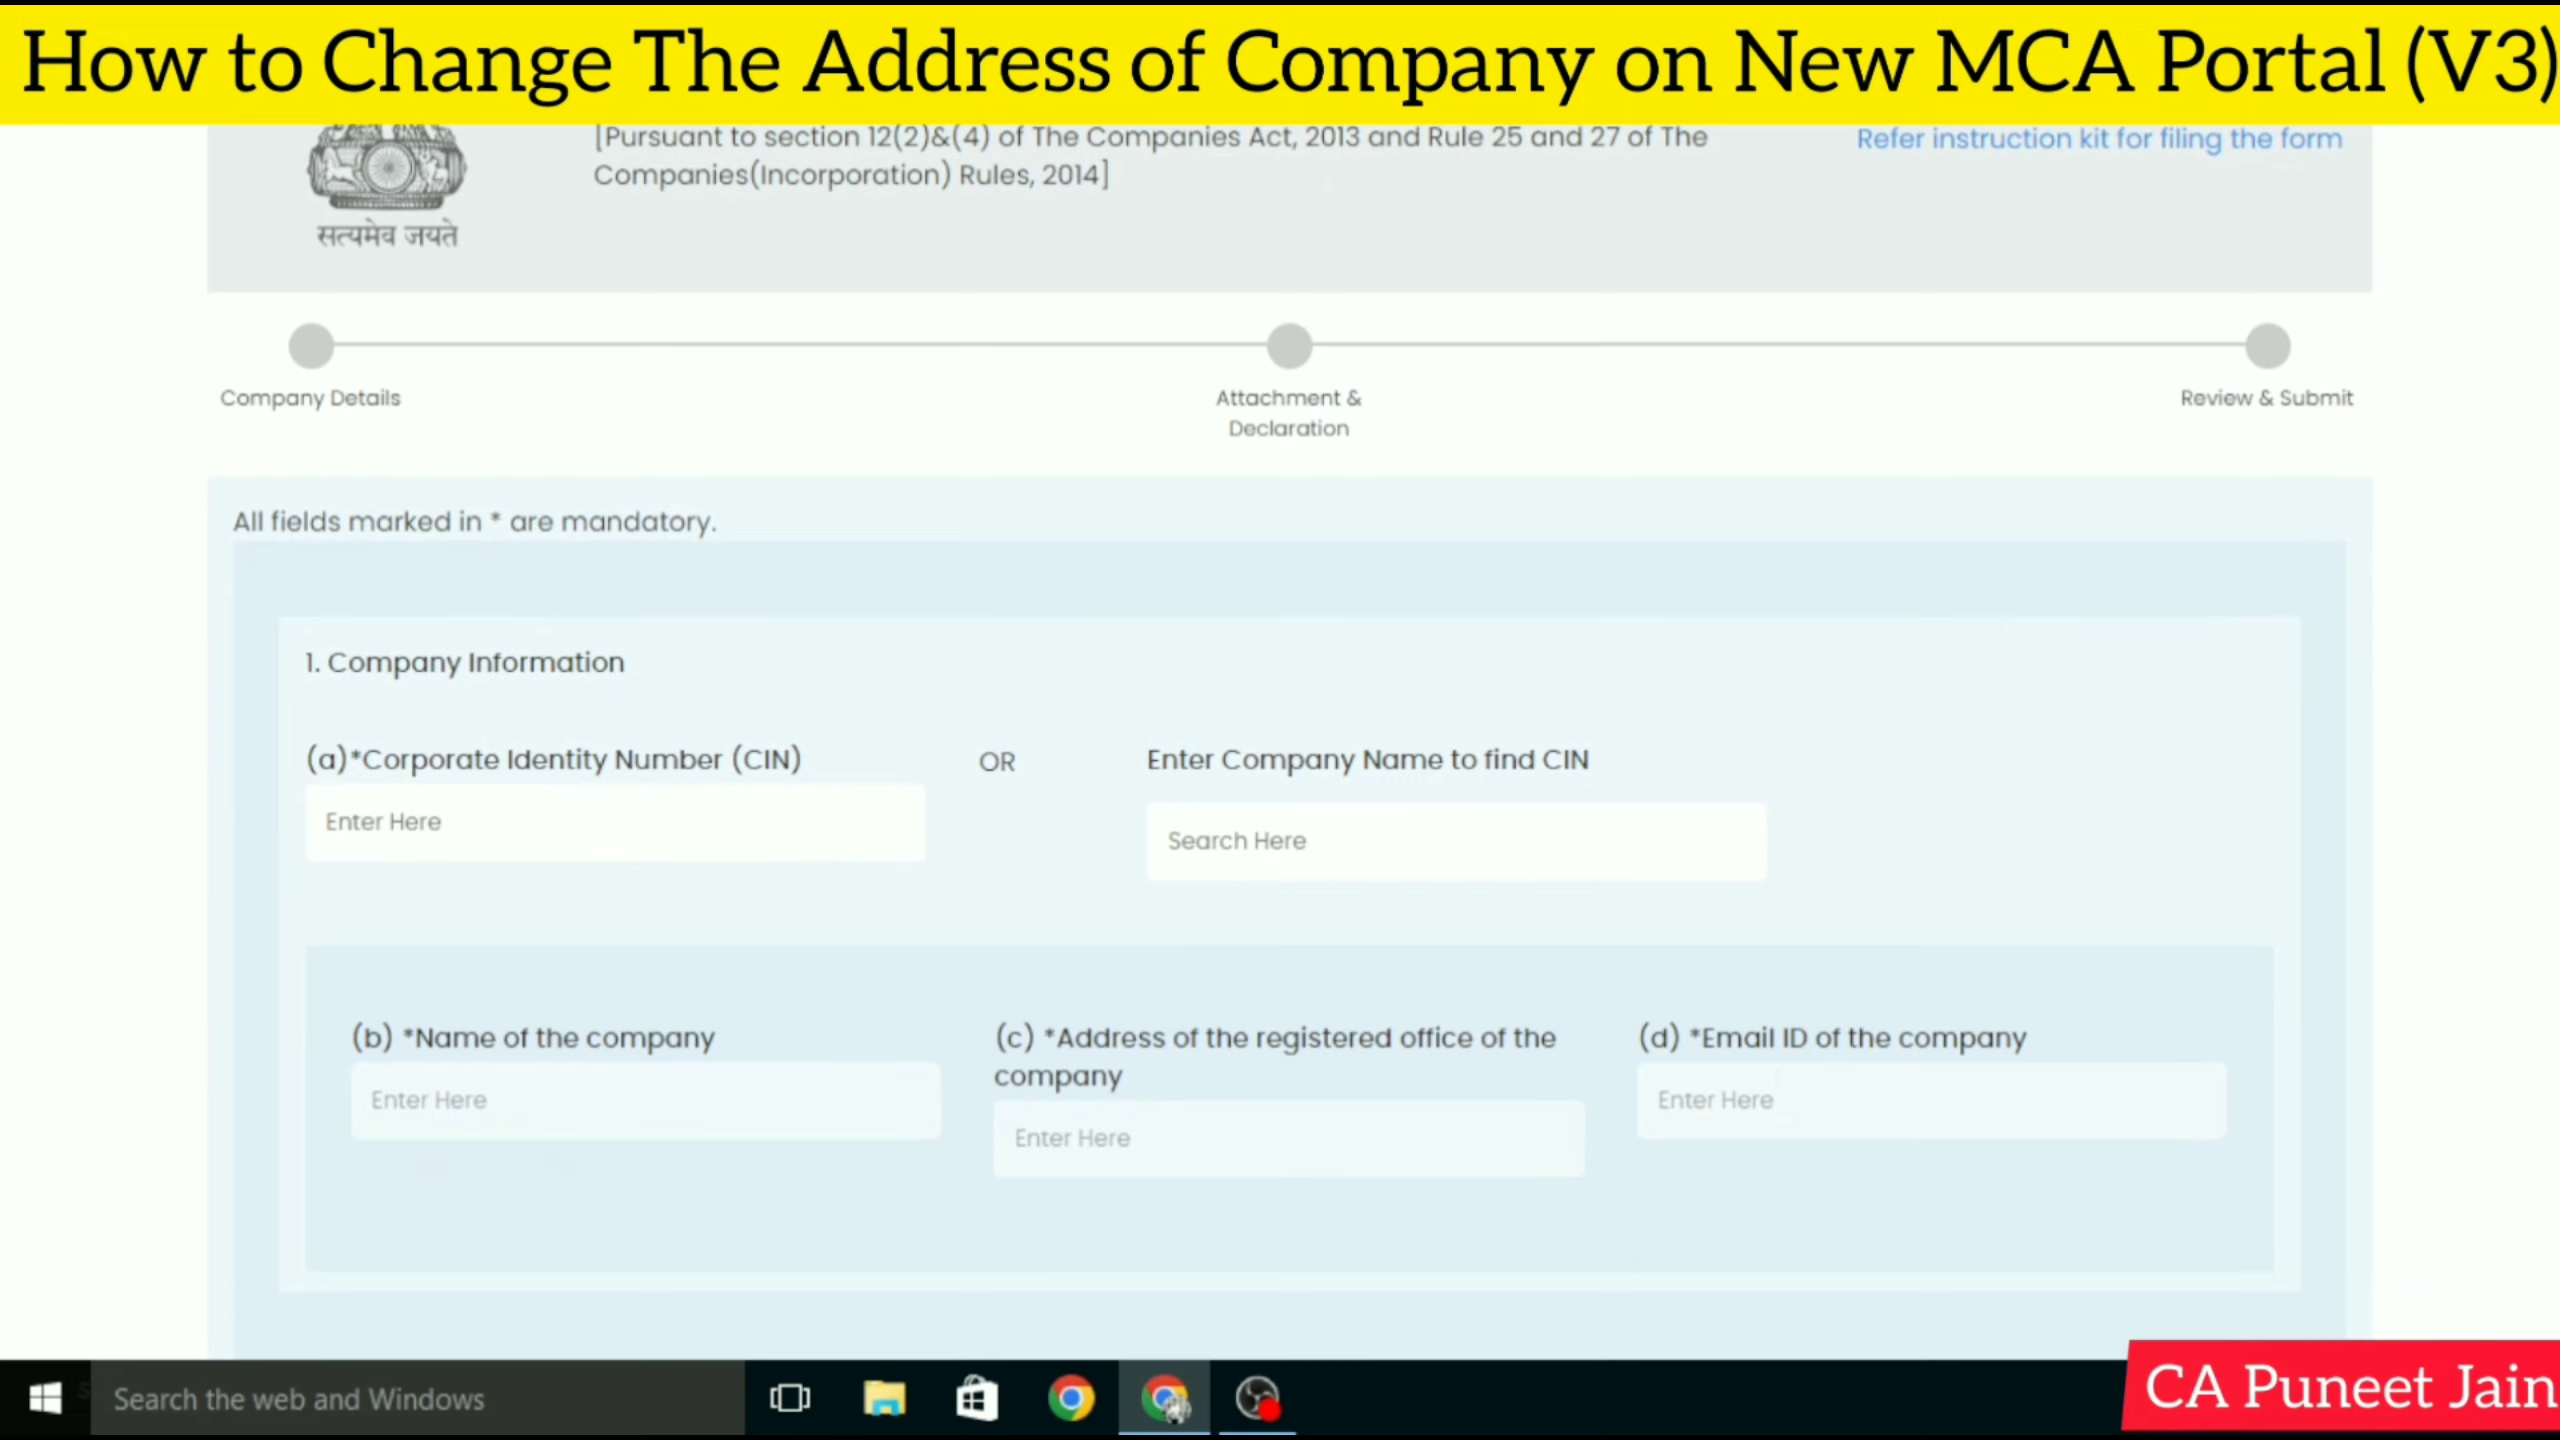 How to Change The Address of Company on New MCA Portal (V3)
[Pursuant to section 12(2)&(4) of The Companies Act, 2013 and Rule 25 and 27 of The
Companies(Incorporation) Rules, 2014]
Refer instruction kit for filing the form
सत्यमेव जयते
Company Details
Attachment &
Declaration
Review & Submit
All fields marked in * are mandatory.
1. Company Information
(a)*Corporate Identity Number (CIN)
OR
Enter Company Name to find CIN
Enter Here
Search Here
(b) *Name of the company
(c) *Address of the registered office of the
company
(d) *Email ID of the company
Enter Here
Enter Here
Enter Here
Search the web and Windows
CA Puneet Jain